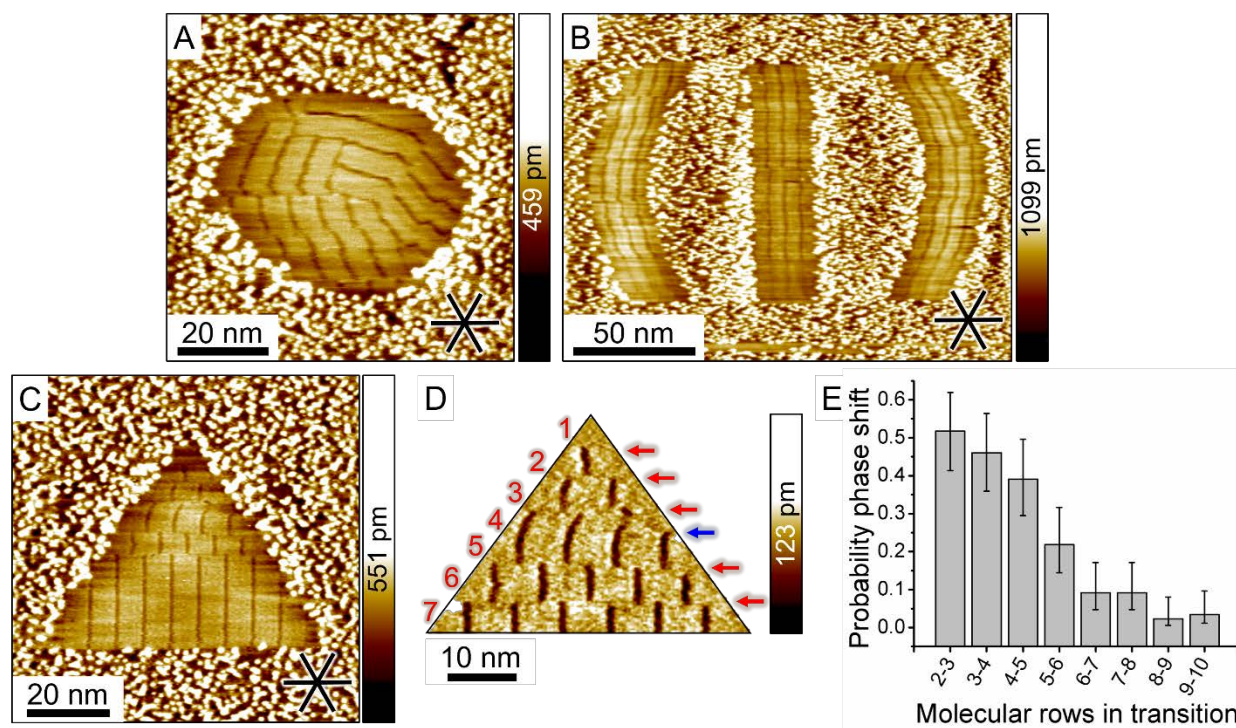 A
459 pm
20 nm
B
1099 pm
50 nm
C
551 pm
20 nm
D
1
2
3
4
5
6
7
123 pm
10 nm
E
Probability phase shift
0.6
0.5
0.4
0.3
0.2
0.1
0.0
2-3
3-4
4-5
5-6
6-7
7-8
8-9
9-10
Molecular rows in transition